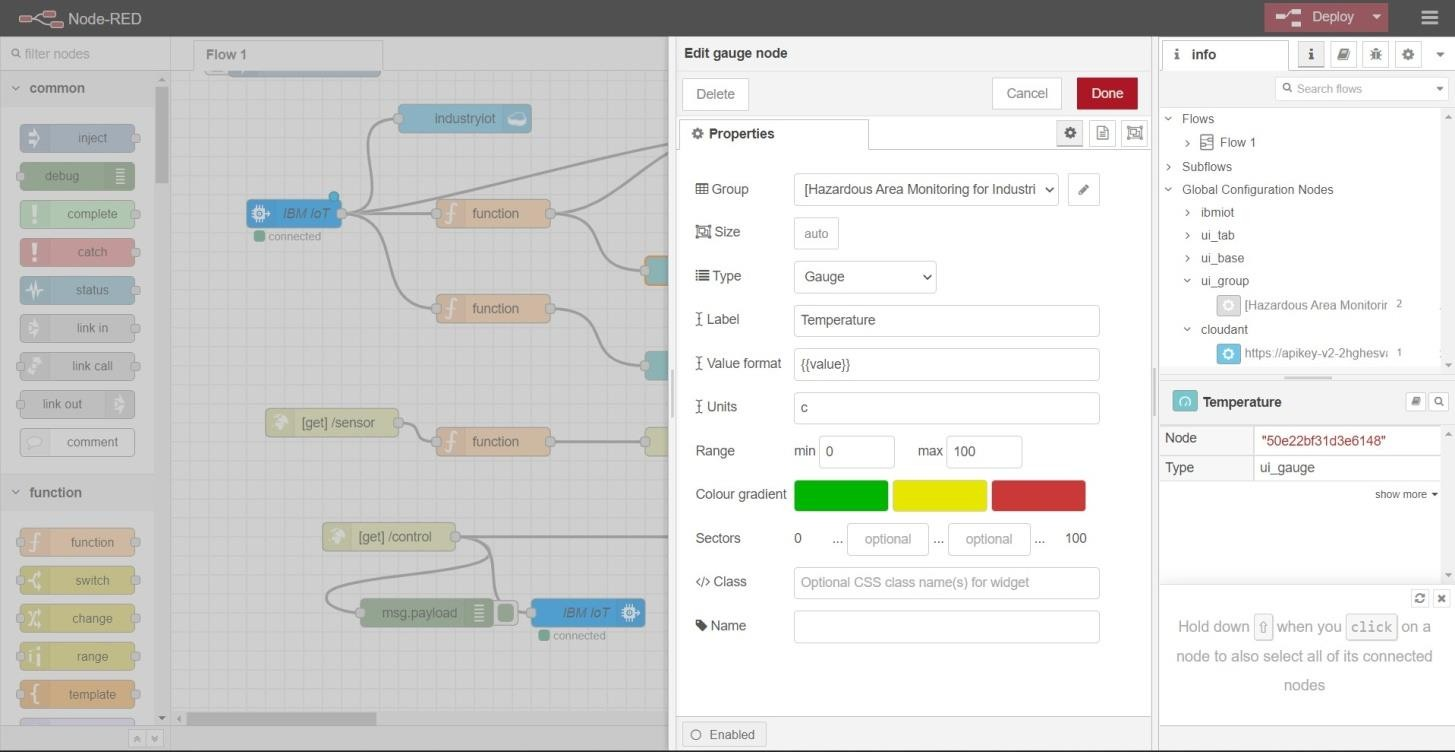 Node-RED
Deploy
filter nodes
common
inject
debug
complete
catch
status
link in
link call
link out
comment
function
function
switch
change
range
template
Flow 1
industryiot
IBM IoT
connected
function
function
[get] /sensor
function
[get] /control
msg.payload
IBM IoT
connected
Edit gauge node
Delete
Cancel
Done
Properties
Group
[Hazardous Area Monitoring for Industri
Size
auto
Type
Gauge
Label
Temperature
Value format
{{value}}
Units
c
Range
min 0
max 100
Colour gradient
Sectors
0 ... optional ... optional ... 100
</> Class
Optional CSS class name(s) for widget
Name
Enabled
i info
i
Search flows
Flows
Flow 1
Subflows
Global Configuration Nodes
ibmiot
ui_tab
ui_base
ui_group
[Hazardous Area Monitorir 2
cloudant
https://apikey-v2-2hghesv 1
Temperature
Node "50e22bf31d3e6148"
Type ui_gauge
show more
Hold down ⇧ when you click on a
node to also select all of its connected
nodes